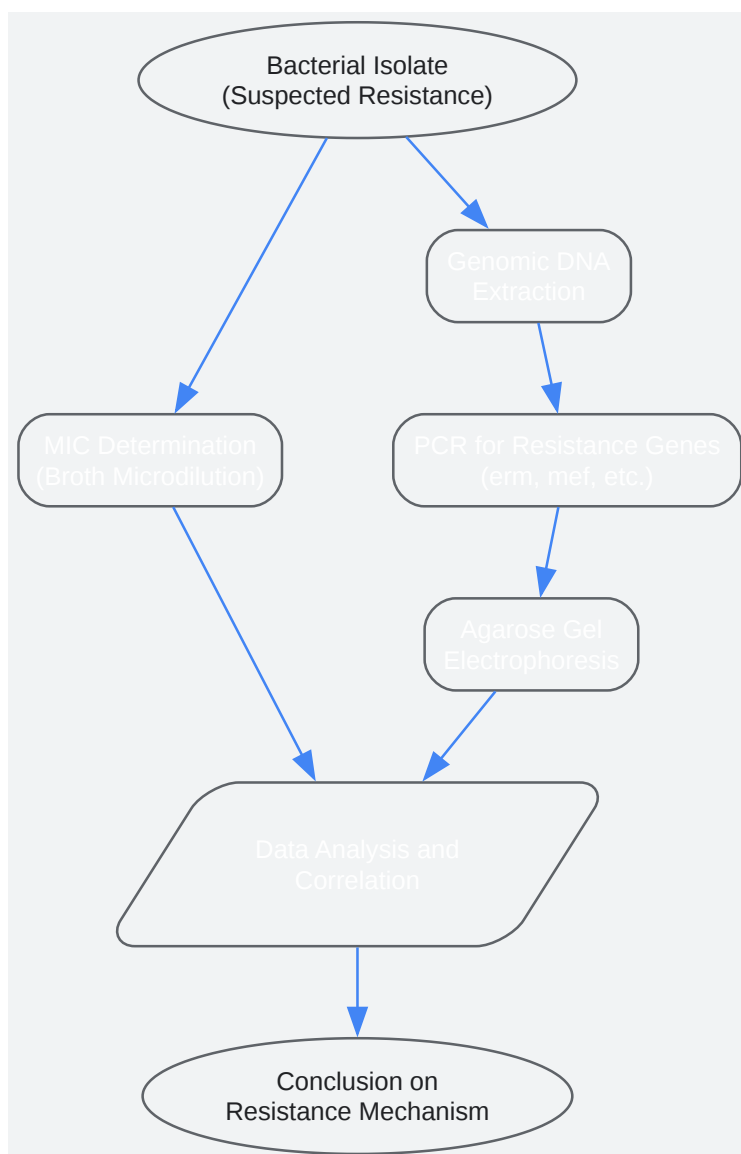 Bacterial Isolate
(Suspected Resistance)
Genomic DNA
Extraction
MIC Determination
(Broth Microdilution)
PCR for Resistance Genes
(erm, mef, etc.)
Agarose Gel
Electrophoresis
Data Analysis and
Correlation
Conclusion on
Resistance Mechanism